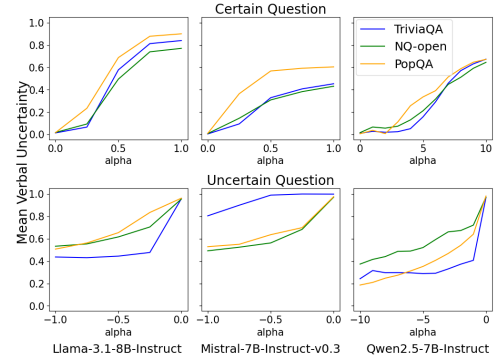 Certain Question
Mean Verbal Uncertainty
1.0
0.8
0.6
0.4
0.2
0.0
0.0 0.5 1.0
alpha
0.0 0.5 1.0
alpha
TriviaQA
NQ-open
PopQA
0 5 10
alpha
Uncertain Question
1.0
0.8
0.6
0.4
0.2
0.0
−1.0 −0.5 0.0
alpha
−1.0 −0.5 0.0
alpha
−10 −5 0
alpha
Llama-3.1-8B-Instruct Mistral-7B-Instruct-v0.3 Qwen2.5-7B-Instruct